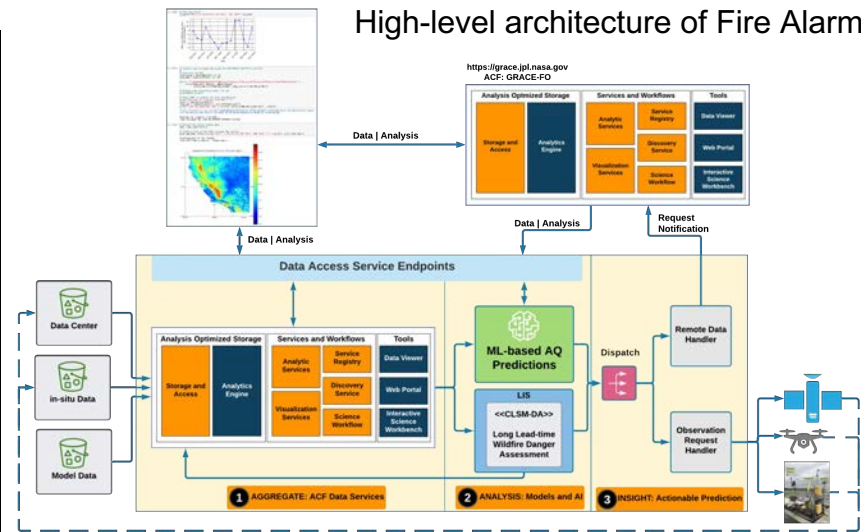 High-level architecture of Fire Alarm
https://grace.jpl.nasa.gov
ACF: GRACE-FO
Analysis Optmized Storage
Services and Workflows
Tools
Storage and
Access
Analytics
Engine
Analytic
Services
Visualization
Services
Service
Registry
Discovery
Service
Science
Workflow
Data Viewer
Web Portal
Interactive
Science
Workbench
Data | Analysis
Data | Analysis
Data | Analysis
Request
Notification
Data Access Service Endpoints
Data Center
in-situ Data
Model Data
Analysis Optimized Storage
Services and Workflows
Tools
Storage and
Access
Analytics
Engine
Analytic
Services
Visualization
Services
Service
Registry
Discovery
Service
Science
Workflow
Data Viewer
Web Portal
Interactive
Science
Workbench
ML-based AQ
Predictions
LIS
<<CLSM-DA>>
Long Lead-time
Wildfire Danger
Assessment
Dispatch
Remote Data
Handler
Observation
Request
Handler
1 AGGREGATE: ACF Data Services
2 ANALYSIS: Models and AI
3 INSIGHT: Actionable Prediction